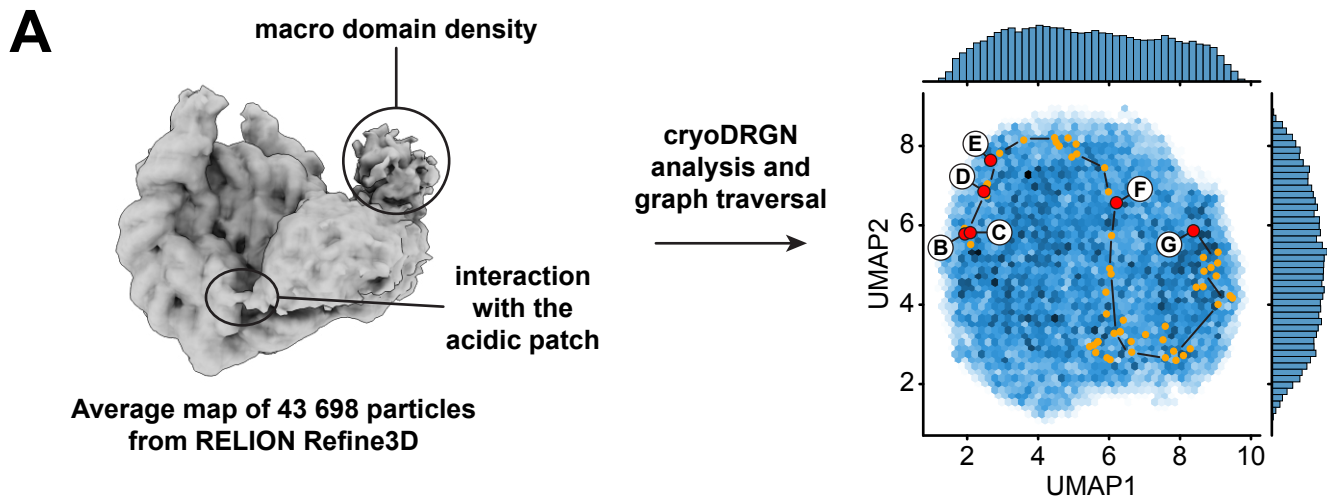 A
macro domain density
interaction
with the
acidic patch
Average map of 43 698 particles
from RELION Refine3D
cryoDRGN
analysis and
graph traversal
UMAP2
8
6
4
2
E
D
F
B
C
G
2 4 6 8 10
UMAP1